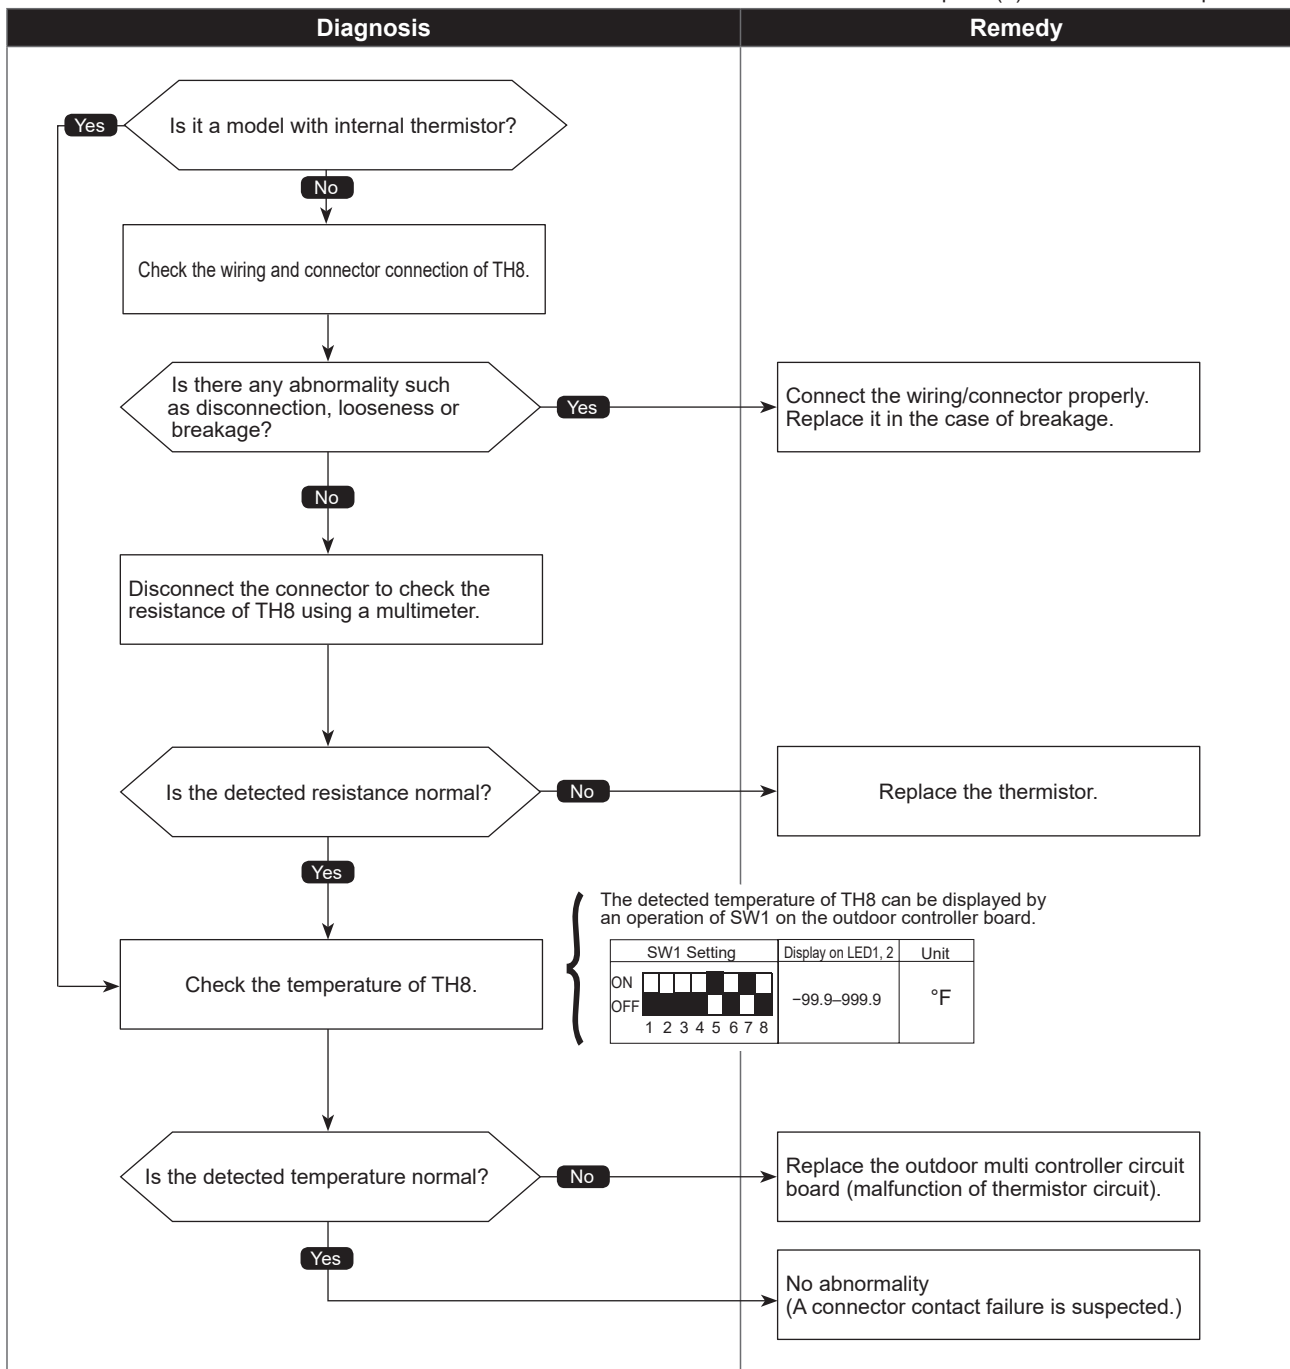 Diagnosis
Remedy
Is it a model with internal thermistor?
Yes
No
Check the wiring and connector connection of TH8.
Is there any abnormality such
as disconnection, looseness or
breakage?
Yes
Connect the wiring/connector properly.
Replace it in the case of breakage.
No
Disconnect the connector to check the
resistance of TH8 using a multimeter.
Is the detected resistance normal?
No
Replace the thermistor.
Yes
The detected temperature of TH8 can be displayed by
an operation of SW1 on the outdoor controller board.
SW1 Setting
Display on LED1, 2
Unit
ON
OFF
1 2 3 4 5 6 7 8
−99.9–999.9
°F
Check the temperature of TH8.
Is the detected temperature normal?
No
Replace the outdoor multi controller circuit
board (malfunction of thermistor circuit).
Yes
No abnormality
(A connector contact failure is suspected.)